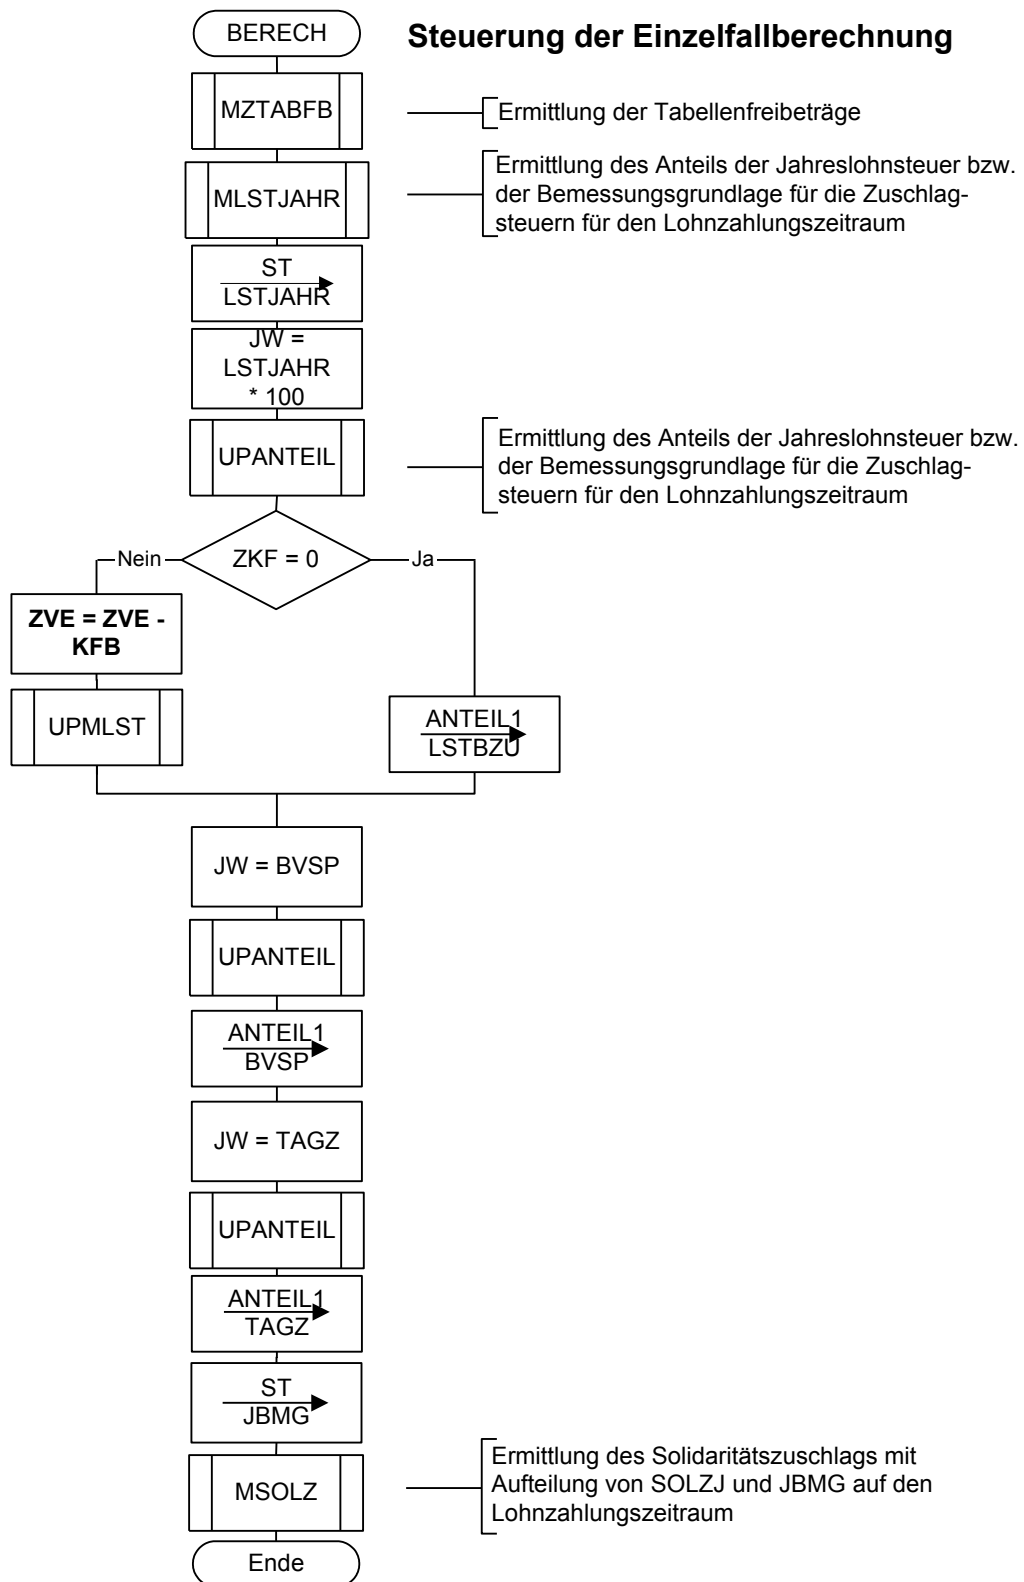 BERECH
Steuerung der Einzelfallberechnung
MZTABFB
Ermittlung der Tabellenfreibeträge
MLSTJAHR
Ermittlung des Anteils der Jahreslohnsteuer bzw.
der Bemessungsgrundlage für die Zuschlag-
steuern für den Lohnzahlungszeitraum
ST
LSTJAHR
JW =
LSTJAHR
* 100
UPANTEIL
Ermittlung des Anteils der Jahreslohnsteuer bzw.
der Bemessungsgrundlage für die Zuschlag-
steuern für den Lohnzahlungszeitraum
Nein
ZKF = 0
Ja
ZVE = ZVE -
KFB
UPMLST
ANTEIL1
LSTBZU
JW = BVSP
UPANTEIL
ANTEIL1
BVSP
JW = TAGZ
UPANTEIL
ANTEIL1
TAGZ
ST
JBMG
MSOLZ
Ermittlung des Solidaritätszuschlags mit
Aufteilung von SOLZJ und JBMG auf den
Lohnzahlungszeitraum
Ende